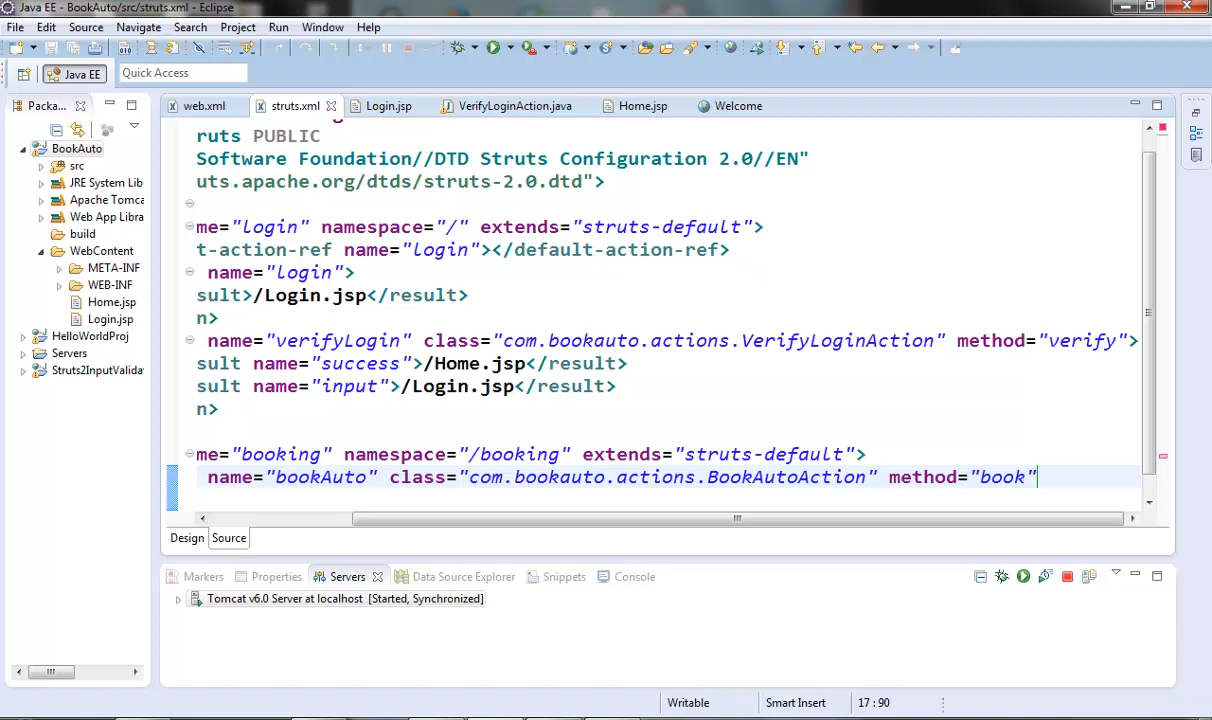 Java EE - BookAuto/src/struts.xml - Eclipse
File Edit Source Navigate Search Project Run Window Help
Java EE Quick Access
Packa... web.xml struts.xml Login.jsp VerifyLoginAction.java Home.jsp Welcome
BookAuto
src
JRE System Lib
Apache Tomca
Web App Libra
build
WebContent
META-INF
WEB-INF
Home.jsp
Login.jsp
HelloWorldProj
Servers
Struts2InputValida
ruts PUBLIC
Software Foundation//DTD Struts Configuration 2.0//EN"
uts.apache.org/dtds/struts-2.0.dtd">
me="login" namespace="/" extends="struts-default">
t-action-ref name="login"></default-action-ref>
name="login">
sult>/Login.jsp</result>
n>
name="verifyLogin" class="com.bookauto.actions.VerifyLoginAction" method="verify">
sult name="success">/Home.jsp</result>
sult name="input">/Login.jsp</result>
n>
me="booking" namespace="/booking" extends="struts-default">
name="bookAuto" class="com.bookauto.actions.BookAutoAction" method="book"
Design Source
Markers Properties Servers Data Source Explorer Snippets Console
Tomcat v6.0 Server at localhost [Started, Synchronized]
Writable Smart Insert 17 : 90